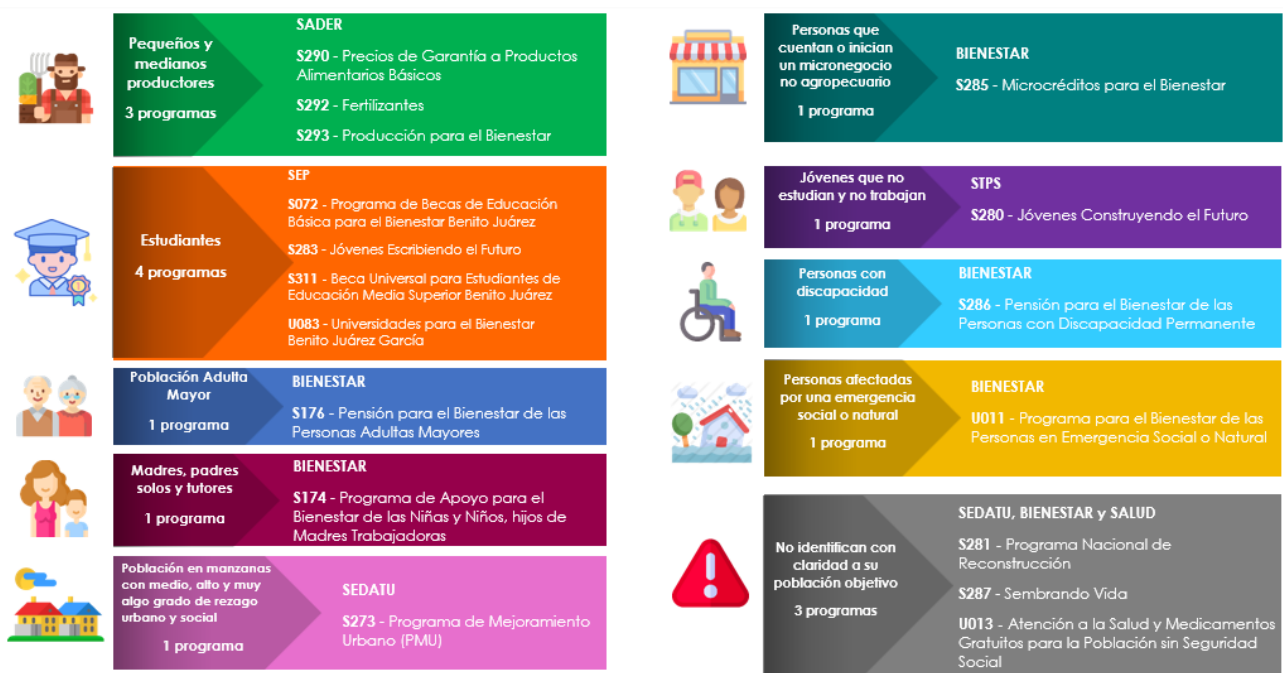 Pequeños y
medianos
productores
3 programas
SADER
S290 - Precios de Garantía a Productos
Alimentarios Básicos
S292 - Fertilizantes
S293 - Producción para el Bienestar
Estudiantes
4 programas
SEP
S072 - Programa de Becas de Educación
Básica para el Bienestar Benito Juárez
S283 - Jóvenes Escribiendo el Futuro
S311 - Beca Universal para Estudiantes de
Educación Media Superior Benito Juárez
U083 - Universidades para el Bienestar
Benito Juárez García
Población Adulta
Mayor
1 programa
BIENESTAR
S176 - Pensión para el Bienestar de las
Personas Adultas Mayores
Madres, padres
solos y tutores
1 programa
BIENESTAR
S174 - Programa de Apoyo para el
Bienestar de las Niñas y Niños, hijos de
Madres Trabajadoras
Población en manzanas
con medio, alto y muy
algo grado de rezago
urbano y social
1 programa
SEDATU
S273 - Programa de Mejoramiento
Urbano (PMU)
Personas que
cuentan o inician
un micronegocio
no agropecuario
1 programa
BIENESTAR
S285 - Microcréditos para el Bienestar
Jóvenes que no
estudian y no trabajan
1 programa
STPS
S280 - Jóvenes Construyendo el Futuro
Personas con
discapacidad
1 programa
BIENESTAR
S286 - Pensión para el Bienestar de las
Personas con Discapacidad Permanente
Personas afectadas
por una emergencia
social o natural
1 programa
BIENESTAR
U011 - Programa para el Bienestar de las
Personas en Emergencia Social o Natural
No identifican con
claridad a su
población objetivo
3 programas
SEDATU, BIENESTAR y SALUD
S281 - Programa Nacional de
Reconstrucción
S287 - Sembrando Vida
U013 - Atención a la Salud y Medicamentos
Gratuitos para la Población sin Seguridad
Social